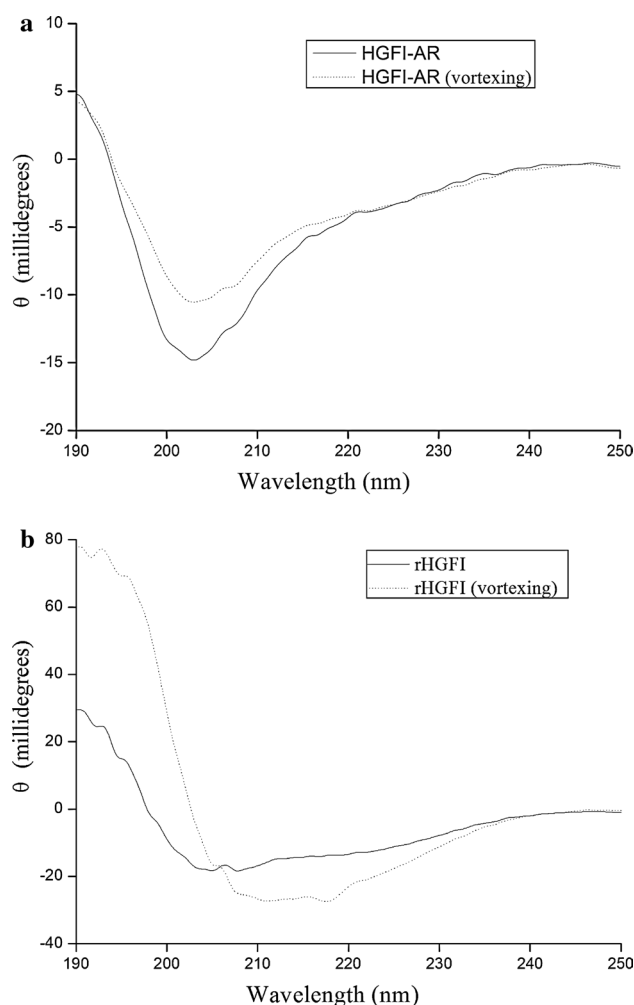 a
10
5
0
-5
-10
-15
-20
θ (millidegrees)
HGFI-AR
HGFI-AR (vortexing)
190 200 210 220 230 240 250
Wavelength (nm)
b
80
60
40
20
0
-20
-40
θ (millidegrees)
rHGFI
rHGFI (vortexing)
190 200 210 220 230 240 250
Wavelength (nm)